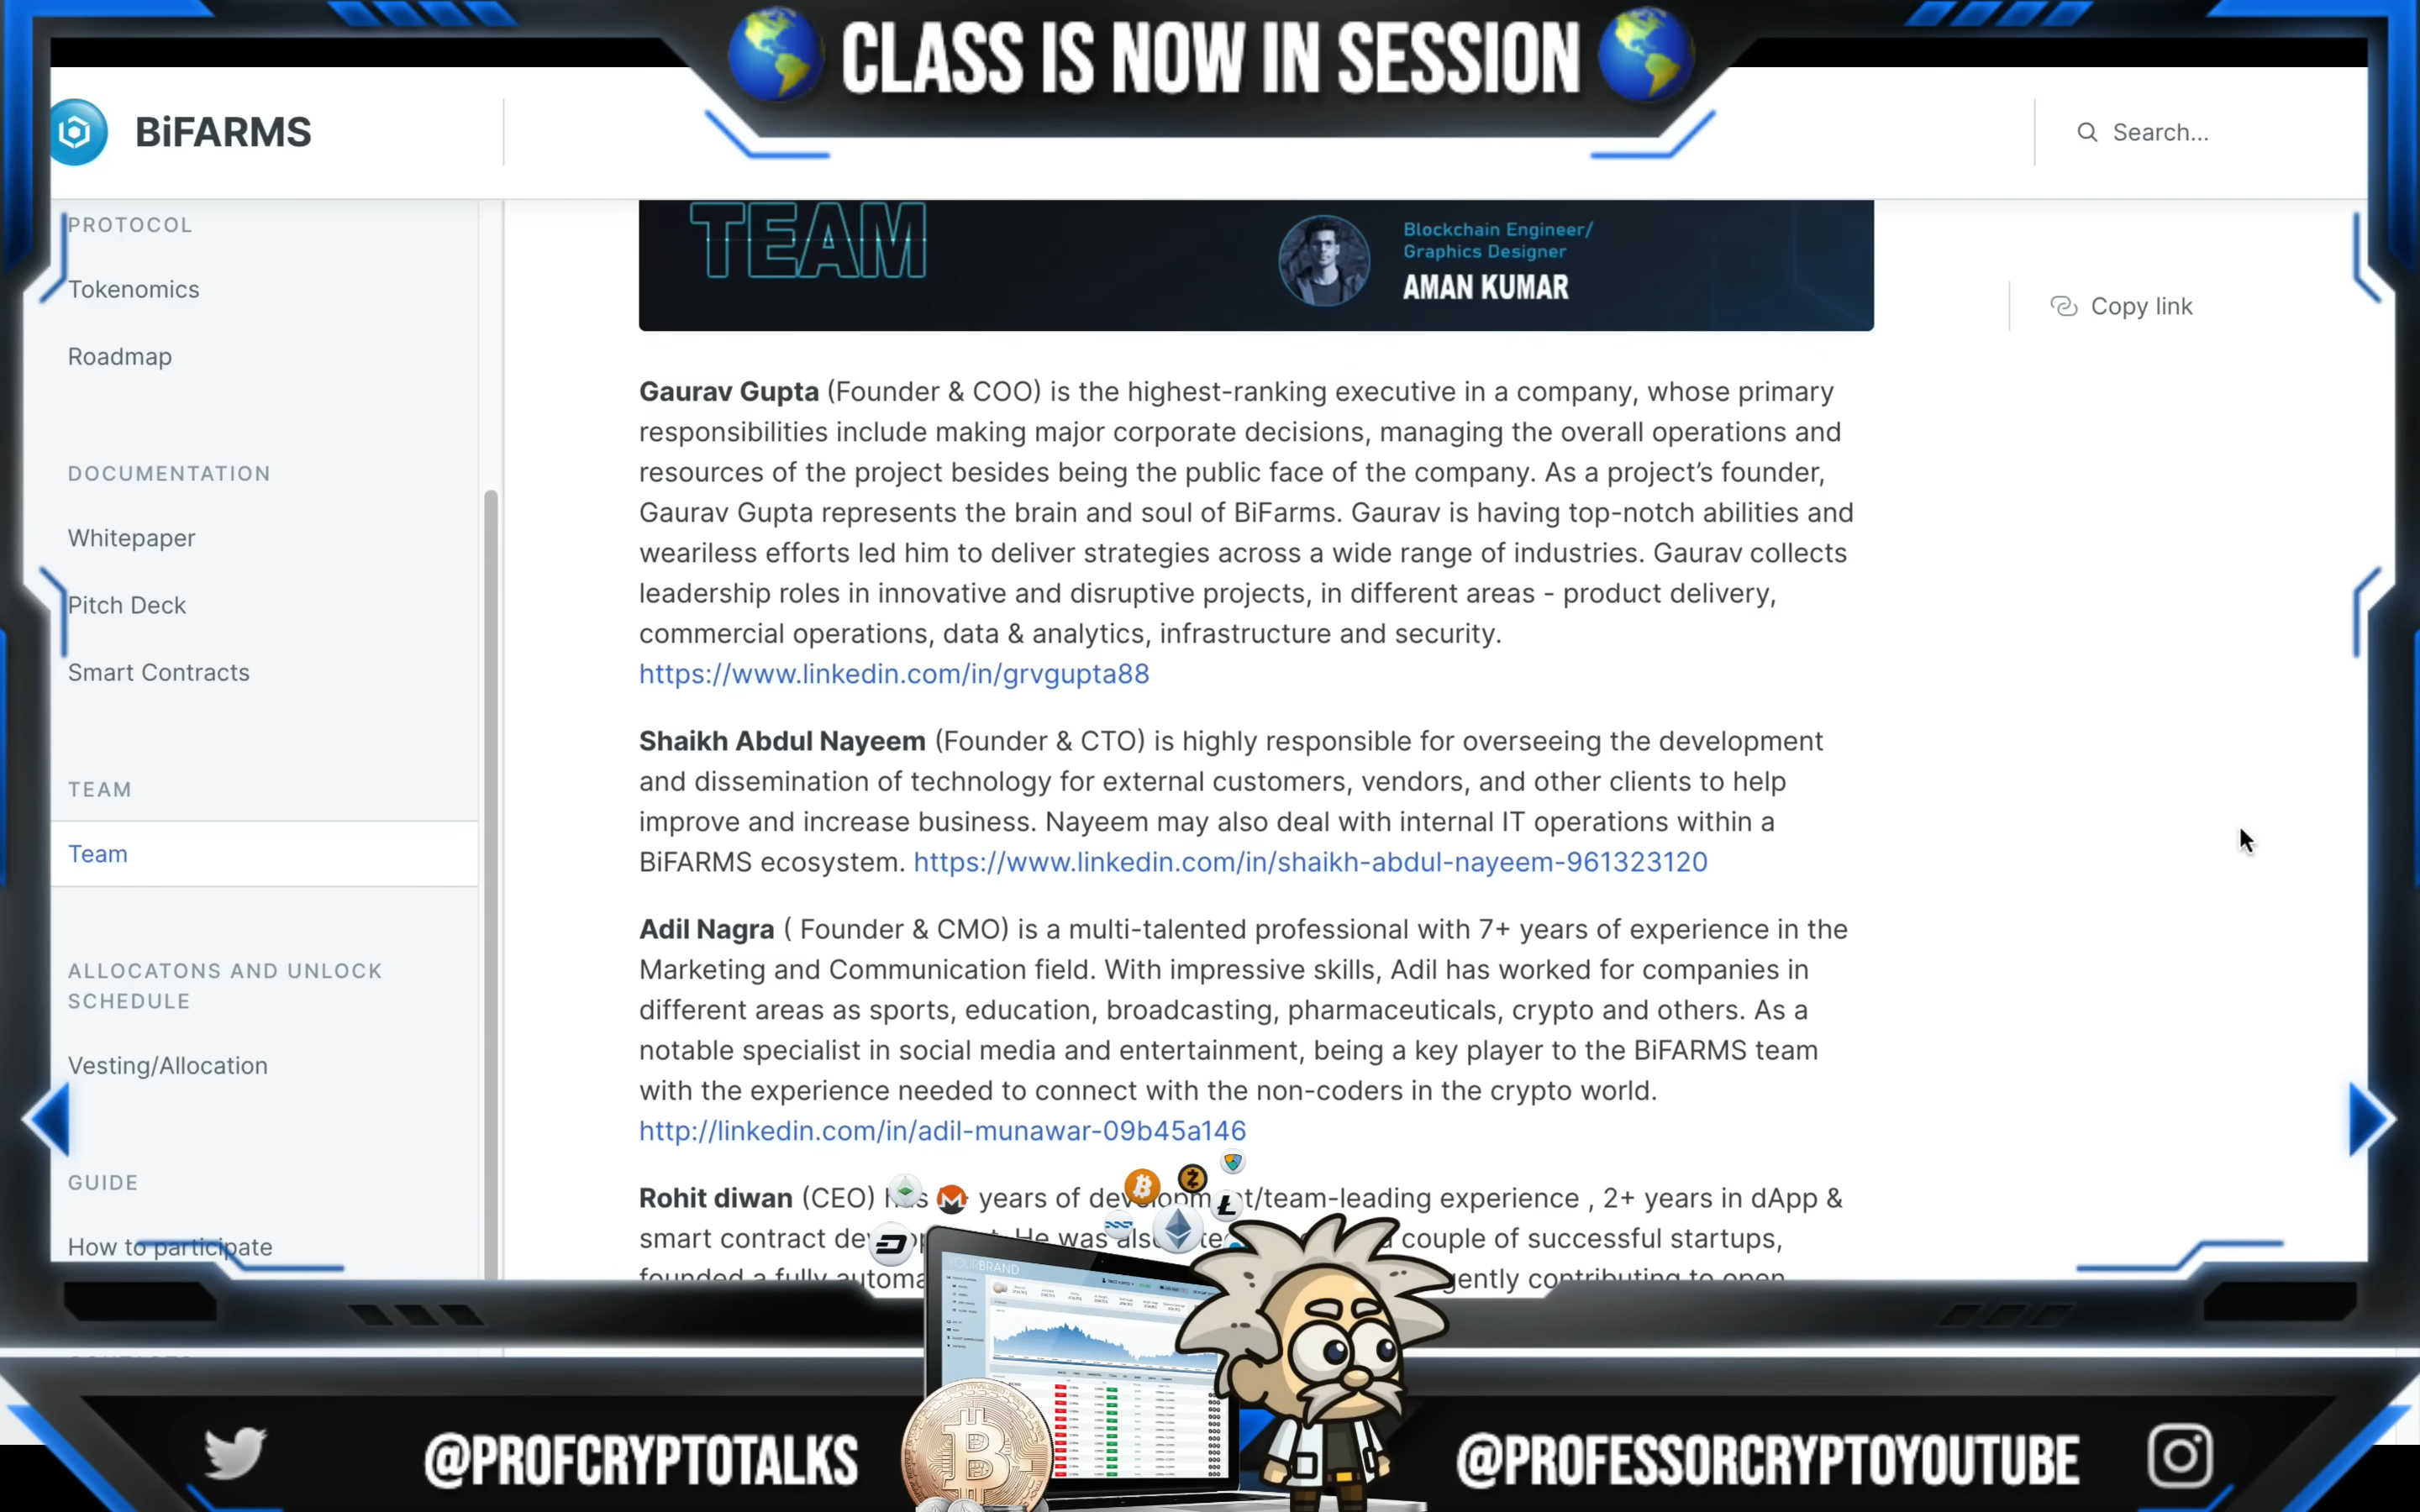 CLASS IS NOW IN SESSION
BiFARMS
Search...
PROTOCOL
Tokenomics
Roadmap
DOCUMENTATION
Whitepaper
Pitch Deck
Smart Contracts
TEAM
Team
ALLOCATONS AND UNLOCK
SCHEDULE
Vesting/Allocation
GUIDE
How to participate
TEAM
Blockchain Engineer/
Graphics Designer
AMAN KUMAR
Copy link
Gaurav Gupta (Founder & COO) is the highest-ranking executive in a company, whose primary
responsibilities include making major corporate decisions, managing the overall operations and
resources of the project besides being the public face of the company. As a project’s founder,
Gaurav Gupta represents the brain and soul of BiFarms. Gaurav is having top-notch abilities and
weariless efforts led him to deliver strategies across a wide range of industries. Gaurav collects
leadership roles in innovative and disruptive projects, in different areas - product delivery,
commercial operations, data & analytics, infrastructure and security.
https://www.linkedin.com/in/grvgupta88
Shaikh Abdul Nayeem (Founder & CTO) is highly responsible for overseeing the development
and dissemination of technology for external customers, vendors, and other clients to help
improve and increase business. Nayeem may also deal with internal IT operations within a
BiFARMS ecosystem. https://www.linkedin.com/in/shaikh-abdul-nayeem-961323120
Adil Nagra ( Founder & CMO) is a multi-talented professional with 7+ years of experience in the
Marketing and Communication field. With impressive skills, Adil has worked for companies in
different areas as sports, education, broadcasting, pharmaceuticals, crypto and others. As a
notable specialist in social media and entertainment, being a key player to the BiFARMS team
with the experience needed to connect with the non-coders in the crypto world.
http://linkedin.com/in/adil-munawar-09b45a146
Rohit diwan (CEO) years of development/team-leading experience , 2+ years in dApp &
smart contract He was couple of successful startups,
founded a fully contributing to open
YOURBRAND
@PROFCRYPTOTALKS
@PROFESSORCRYPTOYOUTUBE